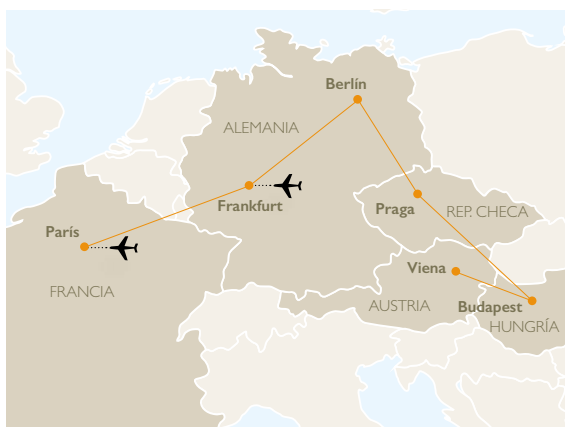 Berlín
ALEMANIA
Frankfurt
Praga
REP. CHECA
París
Viena
FRANCIA
AUSTRIA
Budapest
HUNGRÍA